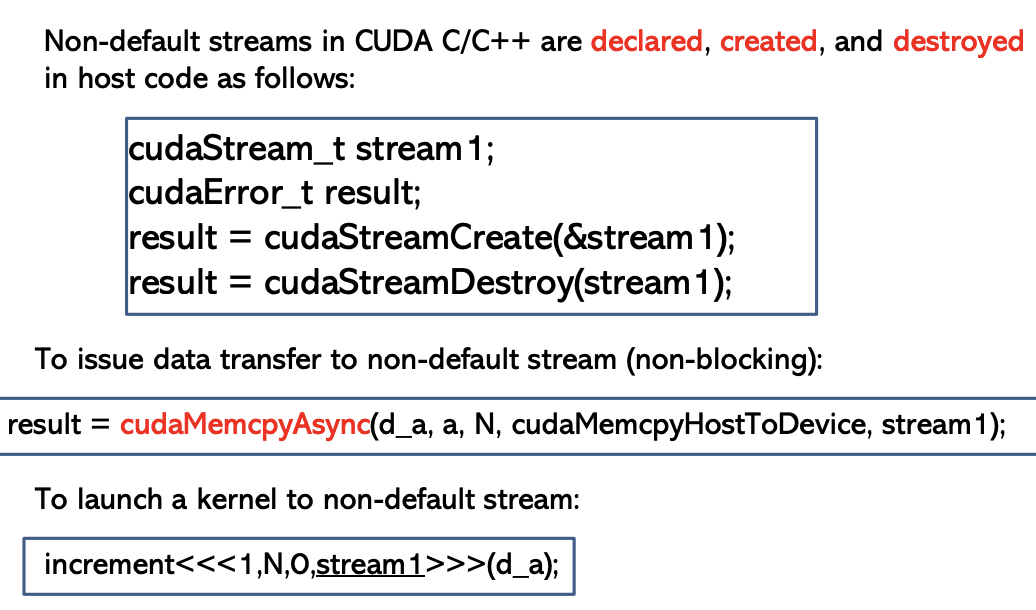 Non-default streams in CUDA C/C++ are declared, created, and destroyed
in host code as follows:
cudaStream_t stream1;
cudaError_t result;
result = cudaStreamCreate(&stream1);
result = cudaStreamDestroy(stream1);
To issue data transfer to non-default stream (non-blocking):
result = cudaMemcpyAsync(d_a, a, N, cudaMemcpyHostToDevice, stream1);
To launch a kernel to non-default stream:
increment<<<1,N,0,stream1>>>(d_a);